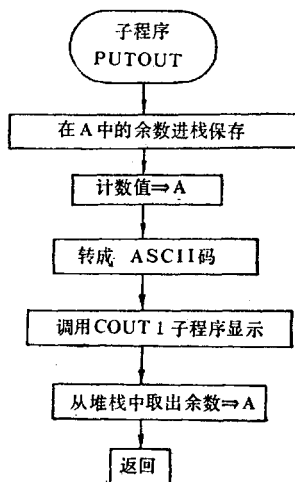 子程序
PUTOUT
在A中的余数进栈保存
计数值⇒A
转成 ASCII码
调用COUT1子程序显示
从堆栈中取出余数⇒A
返回